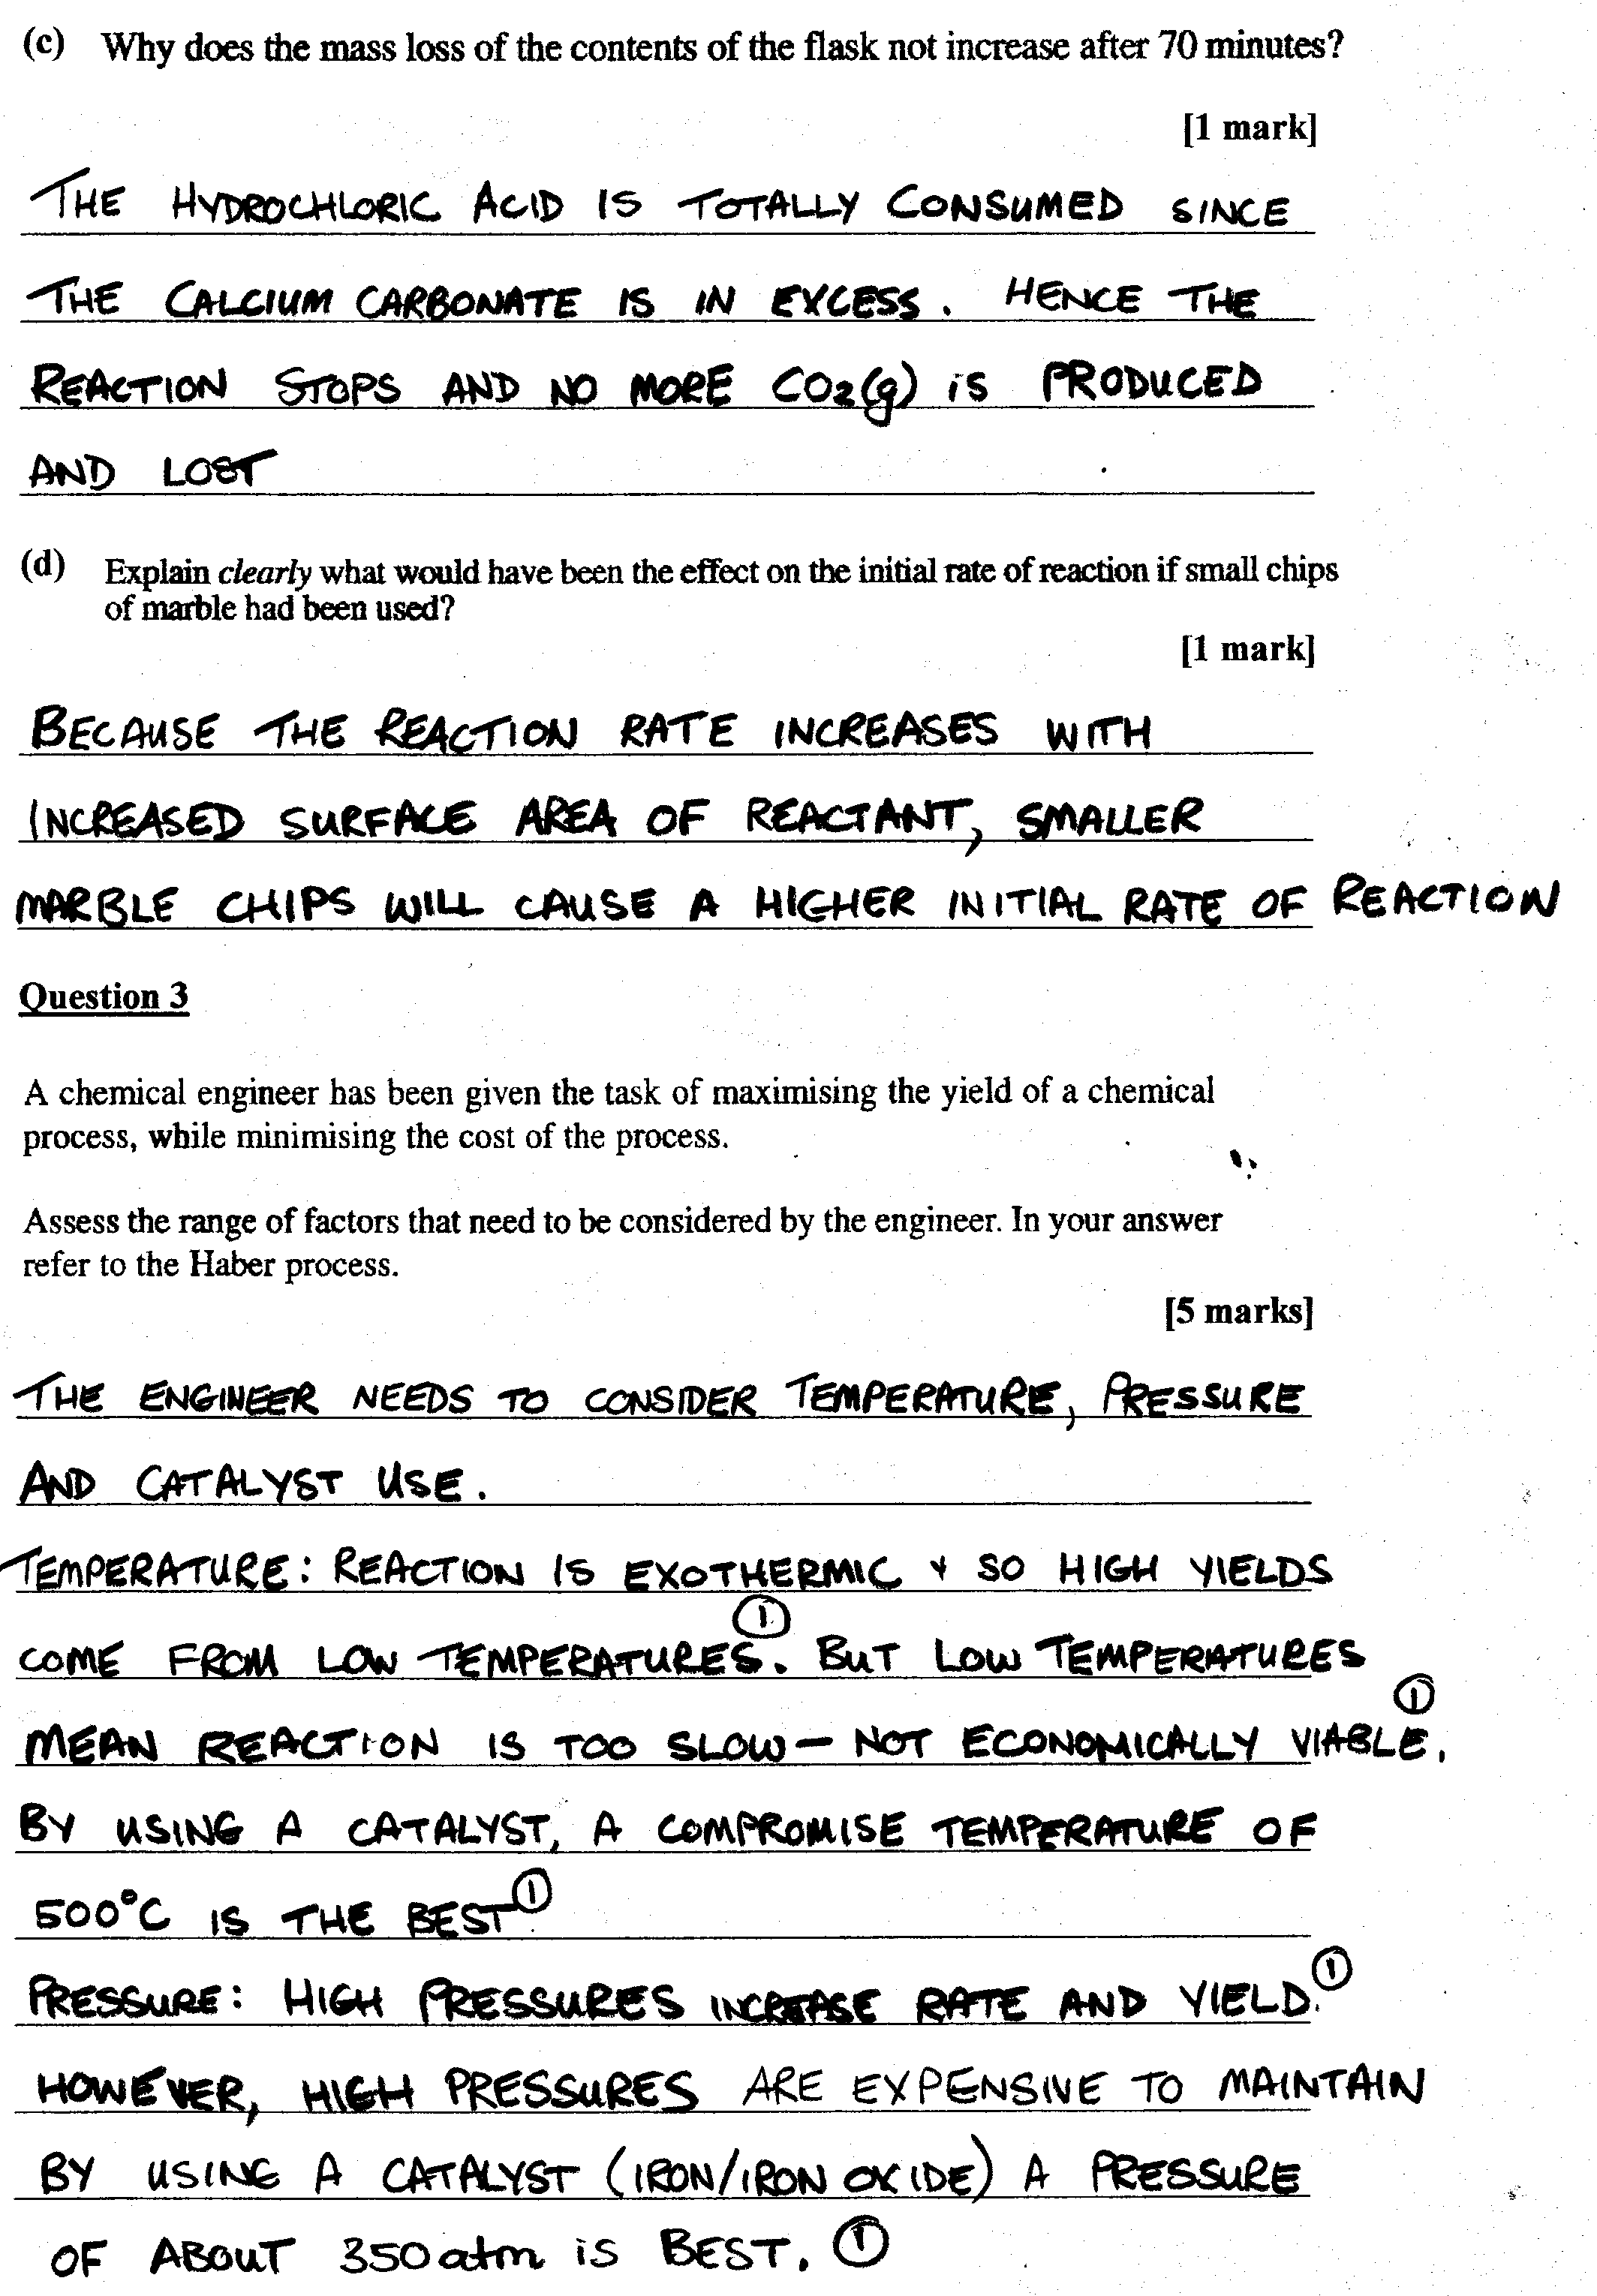 (c) Why does the mass loss of the contents of the flask not increase after 70 minutes?
[1 mark]
THE HYDROCHLORIC ACID IS TOTALLY CONSUMED SINCE
THE CALCIUM CARBONATE IS IN EXCESS. HENCE THE
REACTION STOPS AND NO MORE CO2(g) is PRODUCED
AND LOST
(d) Explain clearly what would have been the effect on the initial rate of reaction if small chips
of marble had been used?
[1 mark]
BECAUSE THE REACTION RATE INCREASES WITH
INCREASED SURFACE AREA OF REACTANT, SMALLER
MARBLE CHIPS WILL CAUSE A HIGHER INITIAL RATE OF REACTION
Question 3
A chemical engineer has been given the task of maximising the yield of a chemical
process, while minimising the cost of the process.
Assess the range of factors that need to be considered by the engineer. In your answer
refer to the Haber process.
[5 marks]
THE ENGINEER NEEDS TO CONSIDER TEMPERATURE, PRESSURE
AND CATALYST USE.
TEMPERATURE: REACTION IS EXOTHERMIC & SO HIGH YIELDS
COME FROM LOW TEMPERATURES. ① BUT LOW TEMPERATURES
MEAN REACTION IS TOO SLOW – NOT ECONOMICALLY VIABLE. ①
BY USING A CATALYST, A COMPROMISE TEMPERATURE OF
500°C IS THE BEST. ①
PRESSURE: HIGH PRESSURES INCREASE RATE AND YIELD. ①
HOWEVER, HIGH PRESSURES ARE EXPENSIVE TO MAINTAIN
BY USING A CATALYST (IRON/IRON OXIDE) A PRESSURE
OF ABOUT 350 atm is BEST. ①